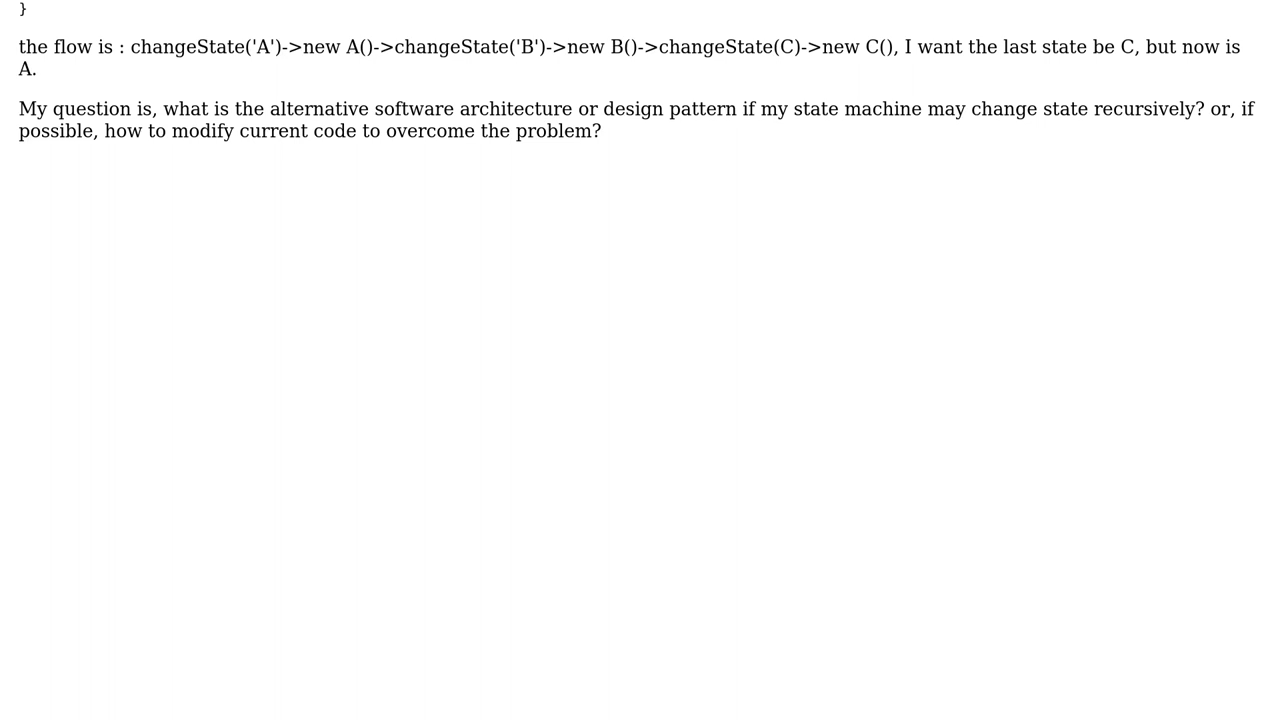 }
the flow is : changeState('A')->new A()->changeState('B')->new B()->changeState(C)->new C(), I want the last state be C, but now is
A.
My question is, what is the alternative software architecture or design pattern if my state machine may change state recursively? or, if
possible, how to modify current code to overcome the problem?